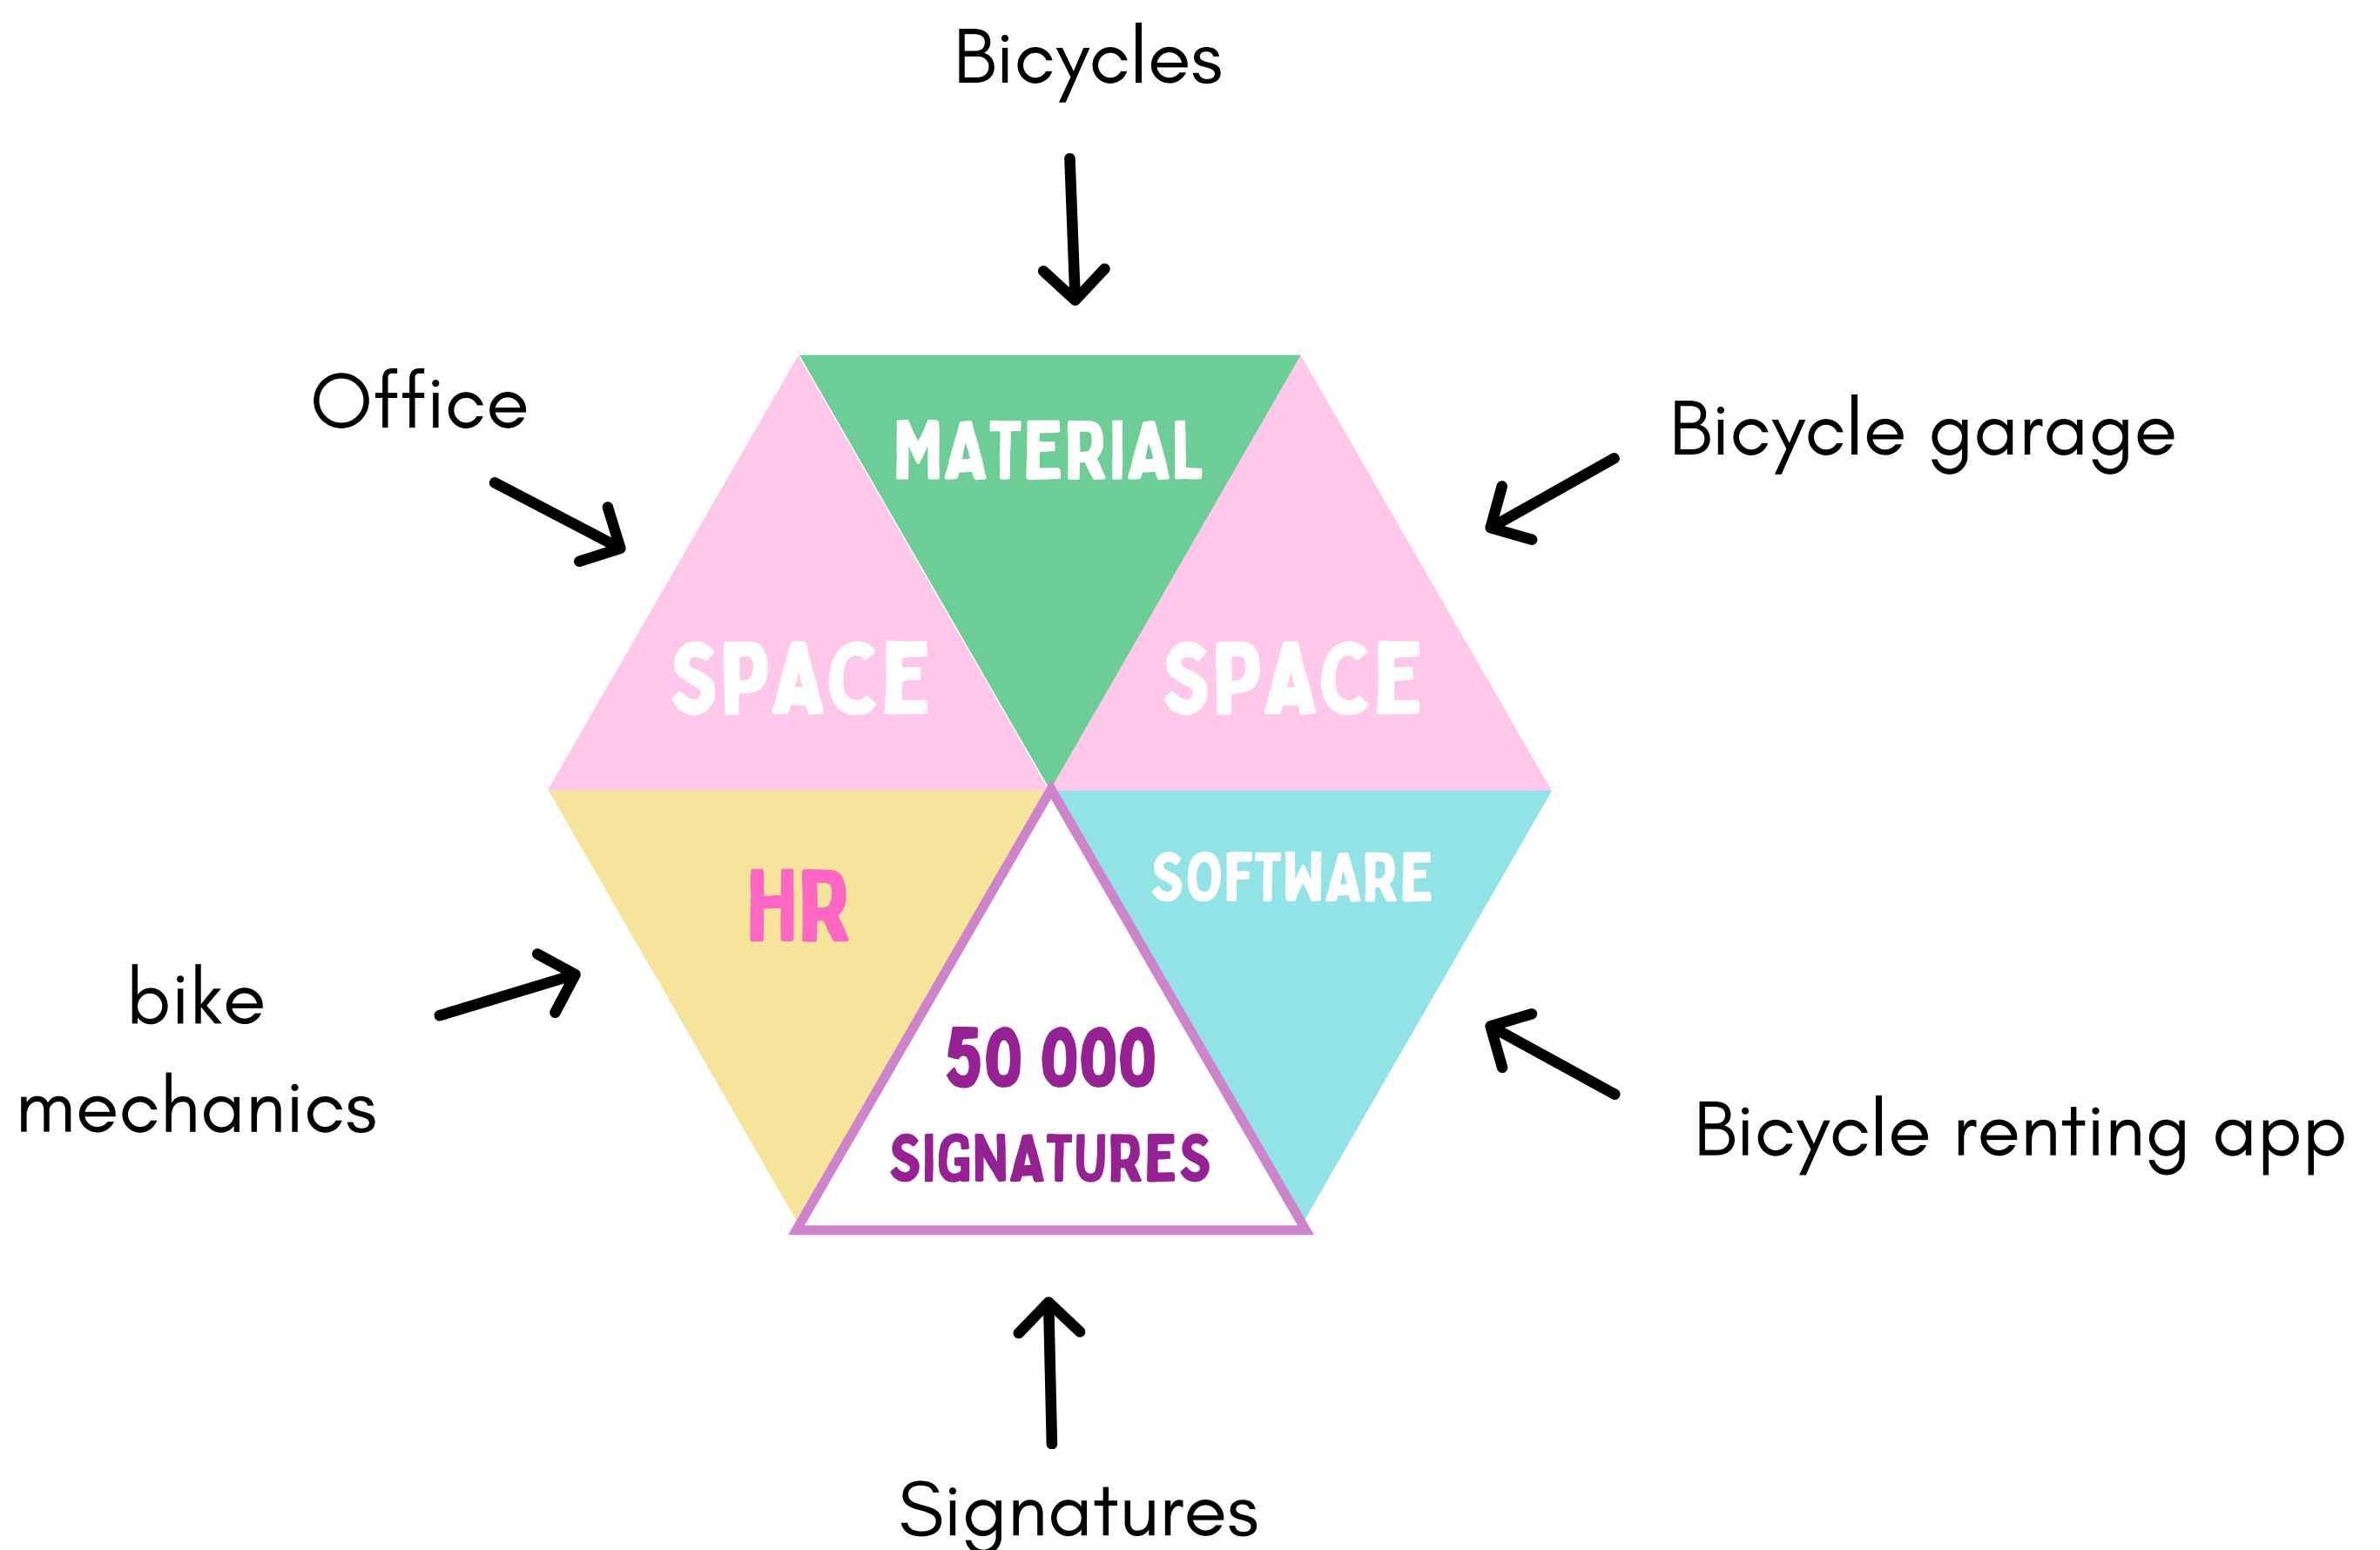 Bicycles
Office
Bicycle garage
MATERIAL
SPACE
SPACE
HR
SOFTWARE
bike
mechanics
50 000
SIGNATURES
Bicycle renting app
Signatures